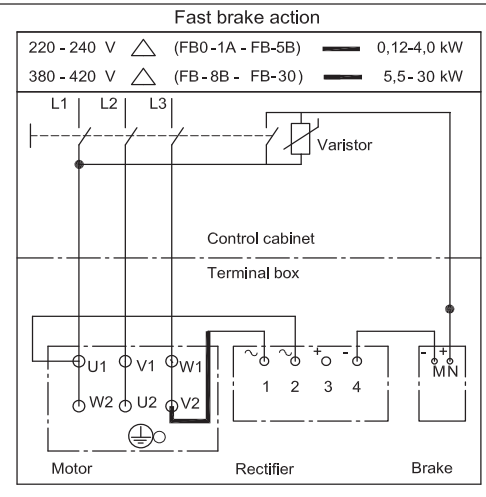 Fast brake action
220 - 240 V △ (FB0 -1A - FB-5B) 0,12-4,0 kW
380 - 420 V △ (FB - 8B - FB-30) 5,5 - 30 kW
L1 L2 L3
Varistor
Control cabinet
Terminal box
U1 V1 W1 ~ ~ + - - +
1 2 3 4 MN
W2 U2 V2
Motor Rectifier Brake